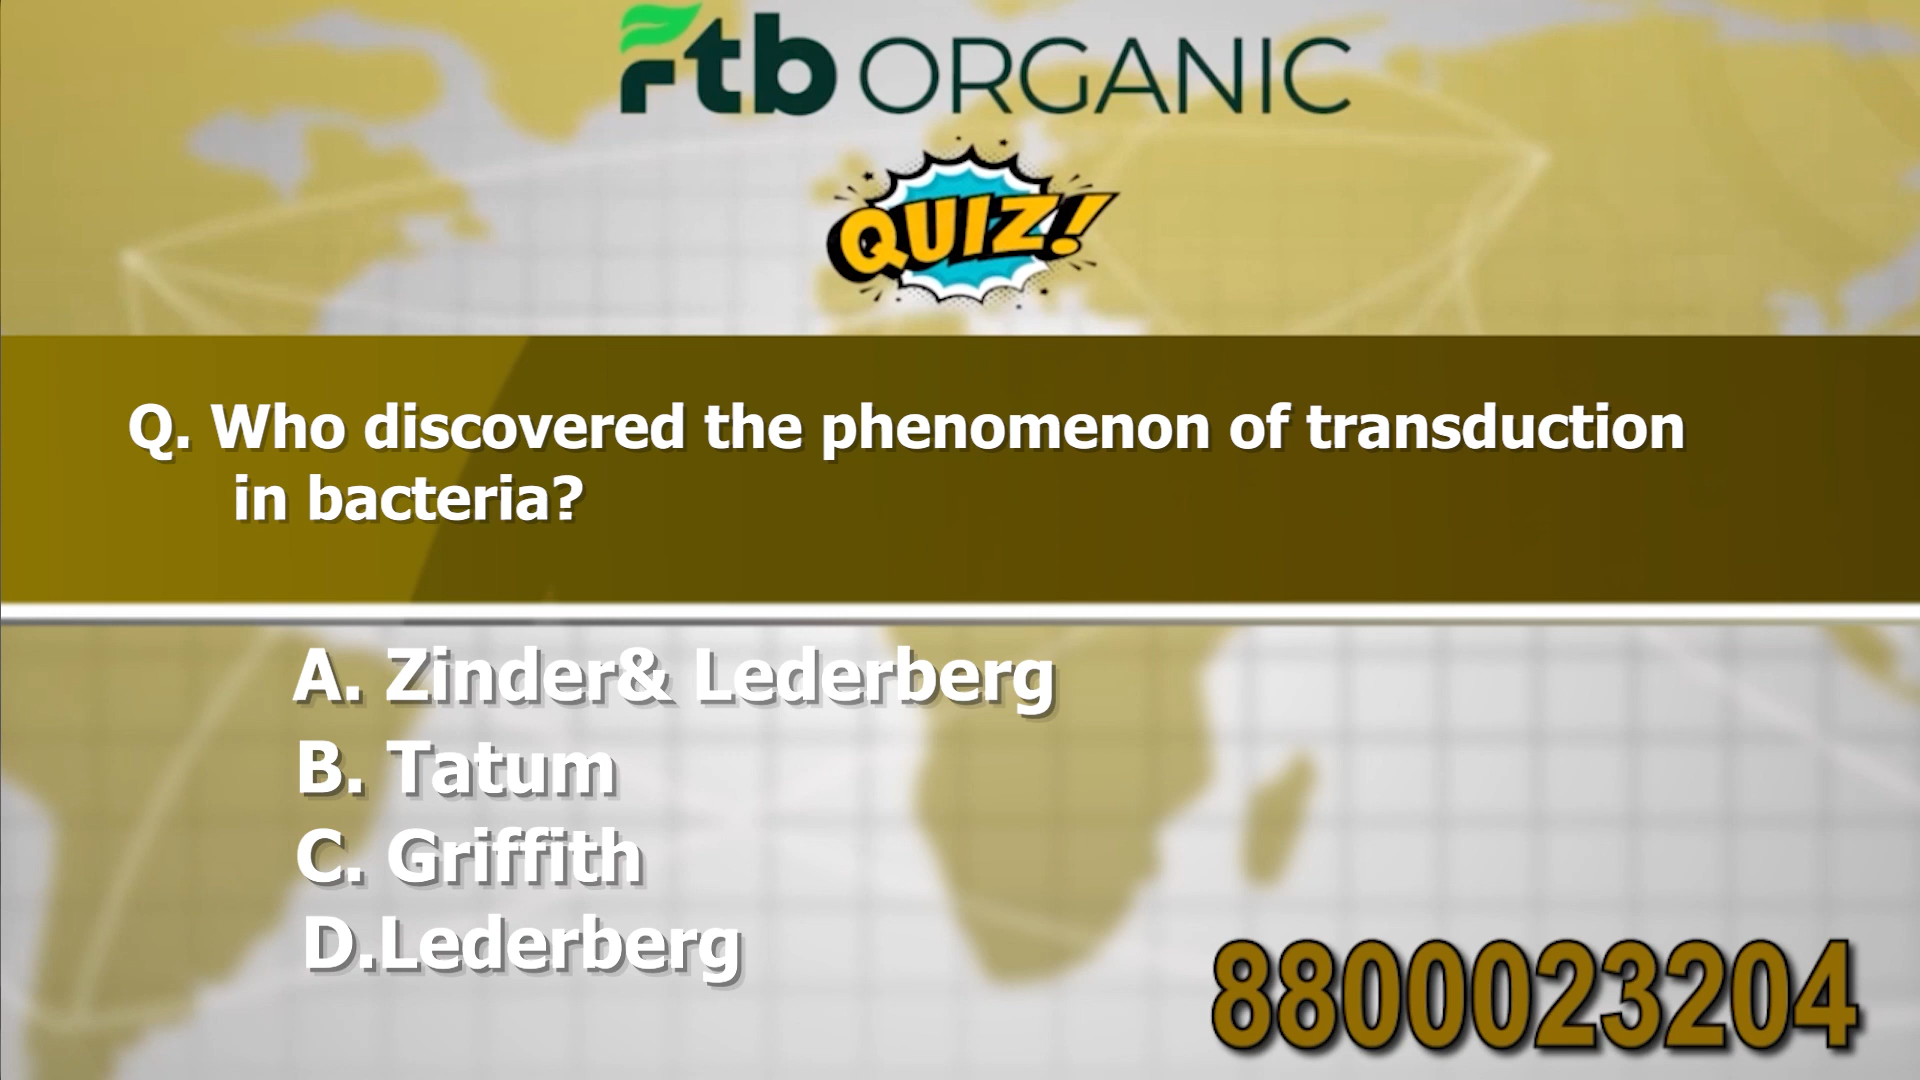 ftb ORGANIC
QUIZ!
Q. Who discovered the phenomenon of transduction
in bacteria?
A. Zinder& Lederberg
B. Tatum
C. Griffith
D.Lederberg
8800023204